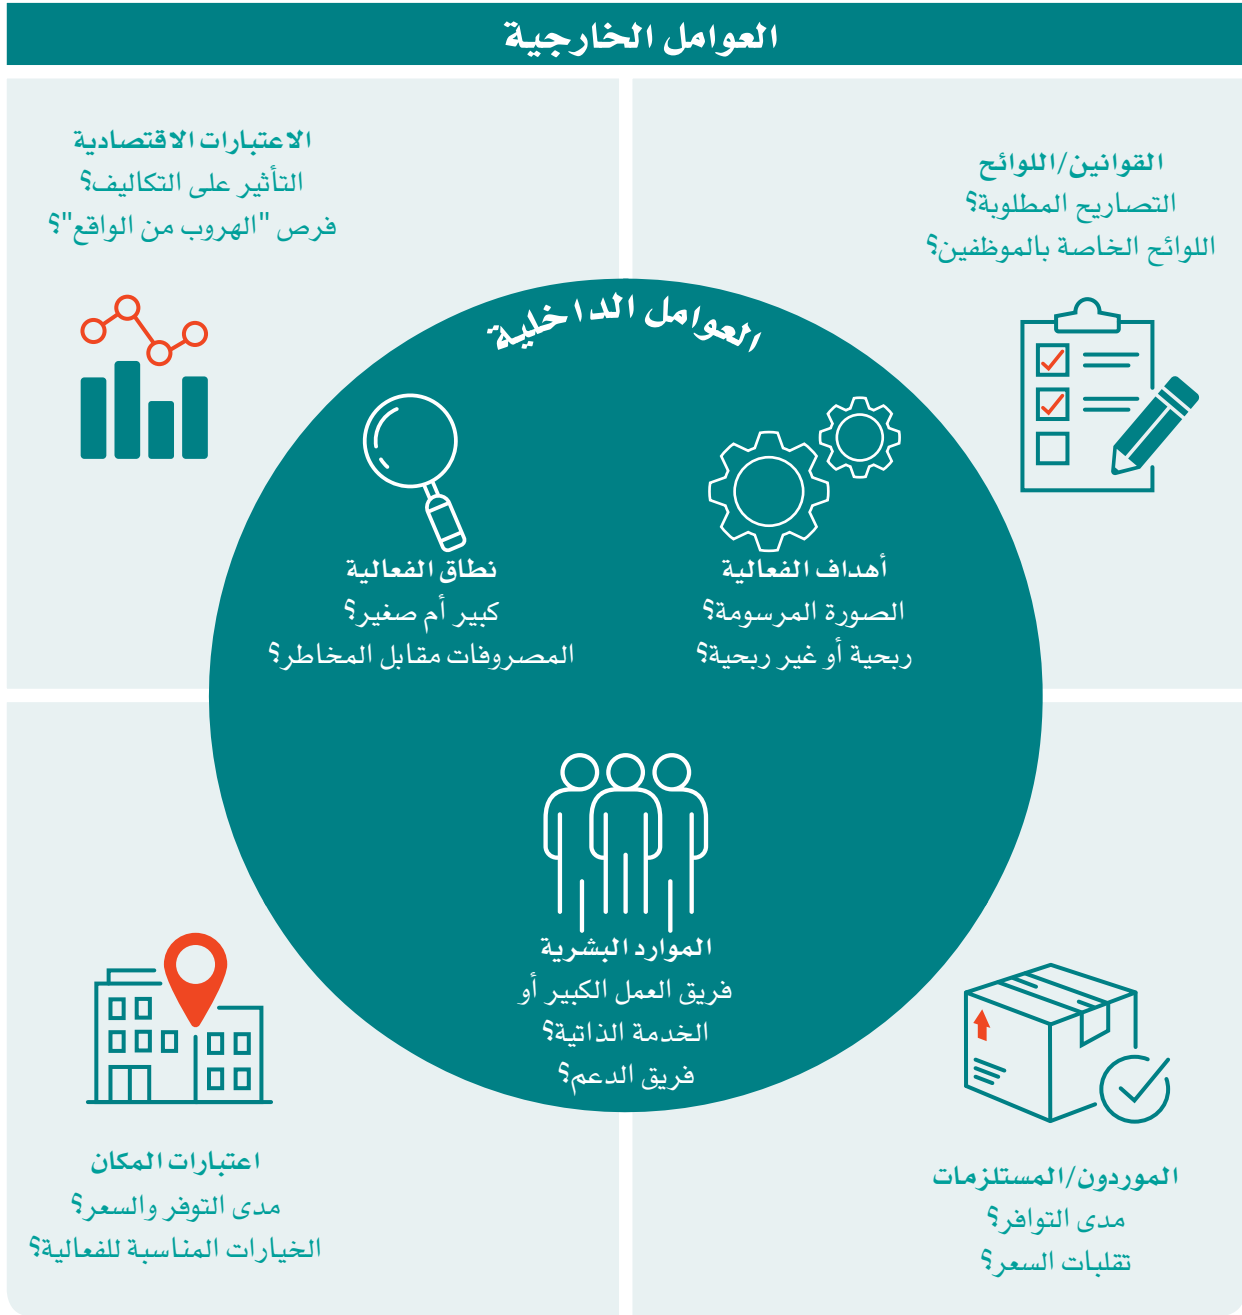 العوامل الخارجية
القوانين/اللوائح
التصاريح المطلوبة؟
اللوائح الخاصة بالموظفين؟
الاعتبارات الاقتصادية
التأثير على التكاليف؟
فرص "الهروب من الواقع"؟
العوامل الداخلية
أهداف الفعالية
الصورة المرسومة؟
ربحية أو غير ربحية؟
نطاق الفعالية
كبير أم صغير؟
المصروفات مقابل المخاطر؟
الموارد البشرية
فريق العمل الكبير أو
الخدمة الذاتية؟
فريق الدعم؟
الموردون/المستلزمات
مدى التوافر؟
تقلبات السعر؟
اعتبارات المكان
مدى التوفر والسعر؟
الخيارات المناسبة للفعالية؟